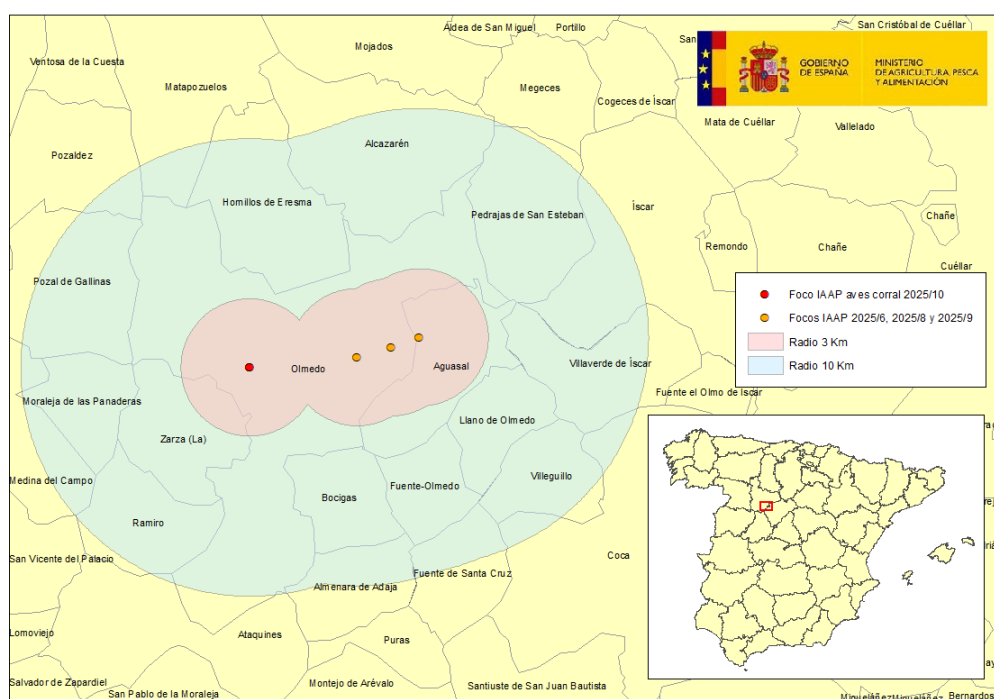 San Cristóbal de Cuéllar
Aldea de San Miguel
Portillo
San
Mojados
Ventosa de la Cuesta
GOBIERNO
DE ESPAÑA
MINISTERIO
DE AGRICULTURA, PESCA
Y ALIMENTACIÓN
Matapozuelos
Megeces
Cogeces de Íscar
Mata de Cuéllar
Vallelado
Alcazarén
Pozaldez
Hornillos de Eresma
Pedrajas de San Esteban
Íscar
Chañe
Remondo
Chañe
Cuéllar
Pozal de Gallinas
Foco IAAP aves corral 2025/10
Focos IAAP 2025/6, 2025/8 y 2025/9
Radio 3 Km
Radio 10 Km
Olmedo
Aguasal
Villaverde de Íscar
Fuente el Olmo de Íscar
Moraleja de las Panaderas
Llano de Olmedo
Zarza (La)
Medina del Campo
Villeguillo
Fuente-Olmedo
Bocigas
Ramiro
San Vicente del Palacio
Coca
Fuente de Santa Cruz
Almenara de Adaja
Lomoviejo
Ataquines
Puras
Salvador de Zapardiel
San Pablo de la Moraleja
Montejo de Arévalo
Santiuste de San Juan Bautista
Bernardos